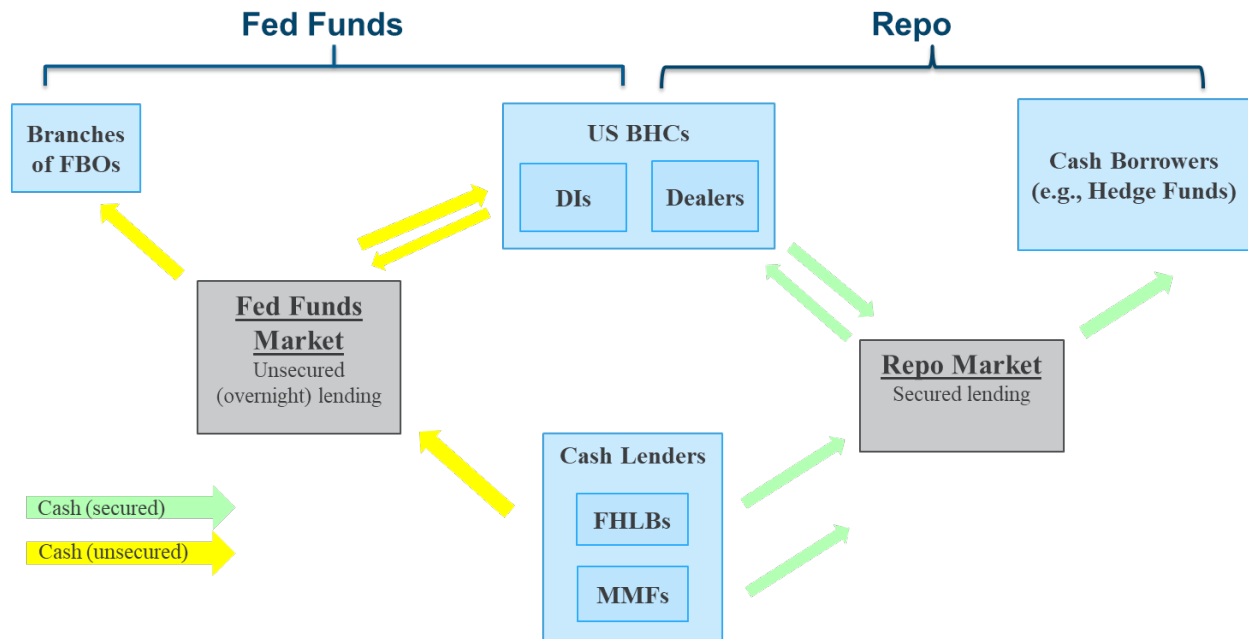 Fed Funds
Repo
Branches
of FBOs
US BHCs
DIs
Dealers
Cash Borrowers
(e.g., Hedge Funds)
Fed Funds
Market
Unsecured
(overnight) lending
Repo Market
Secured lending
Cash Lenders
FHLBs
MMFs
Cash (secured)
Cash (unsecured)